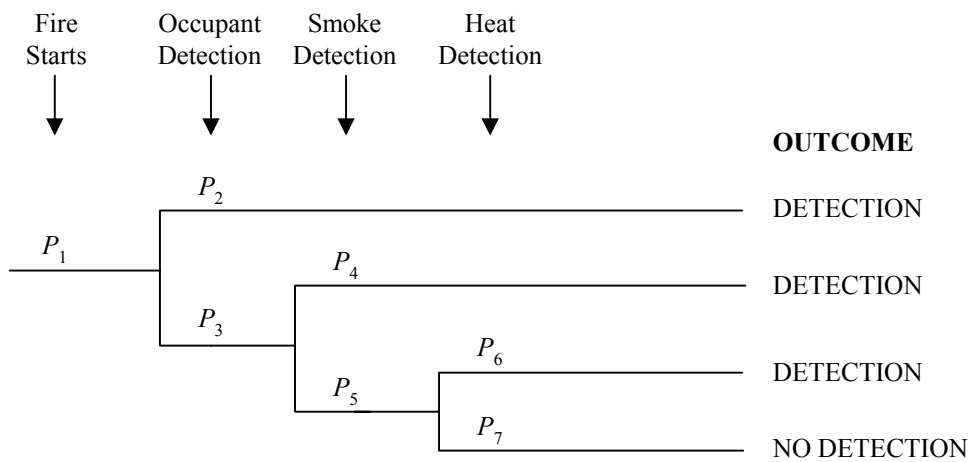 Fire
Starts
Occupant
Detection
Smoke
Detection
Heat
Detection
OUTCOME
P2
DETECTION
P1
P4
DETECTION
P3
P6
DETECTION
P5
P7
NO DETECTION